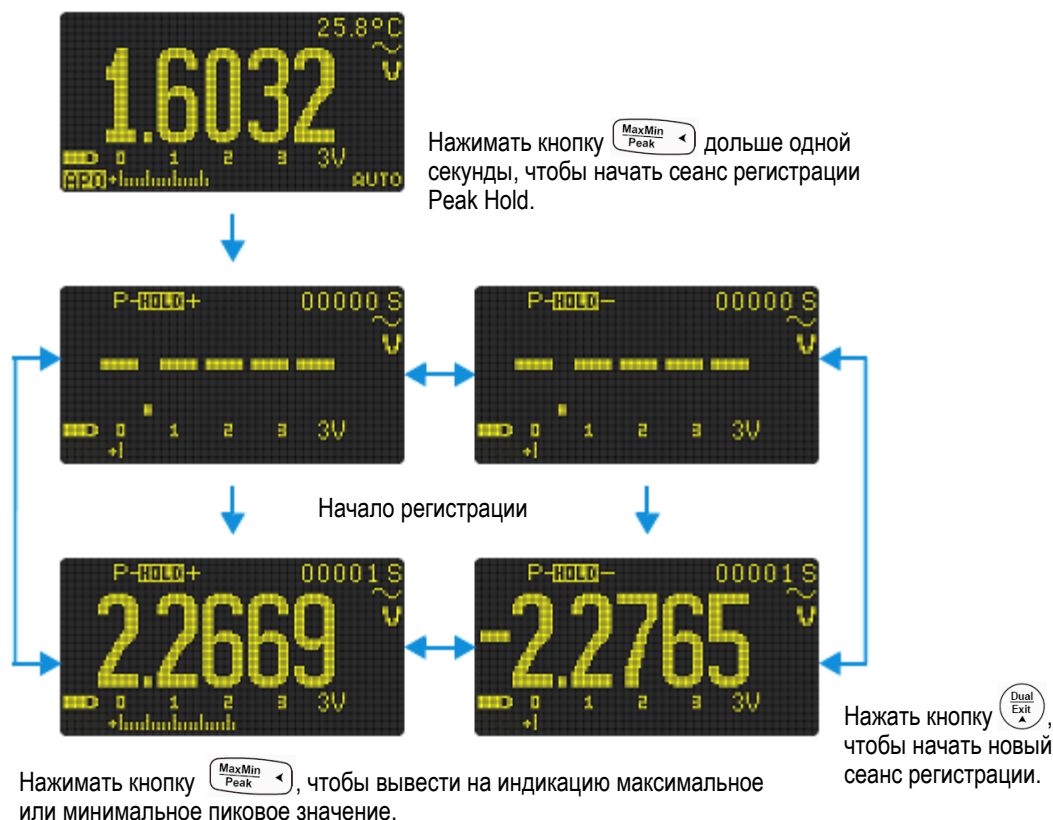 25.8°C
1.6032
V
0 1 2 3 3V
APO AUTO
Нажимать кнопку MaxMin Peak дольше одной
секунды, чтобы начать сеанс регистрации
Peak Hold.
P-HOLD+ 00000 S
V
0 1 2 3 3V
P-HOLD- 00000 S
V
0 1 2 3 3V
Начало регистрации
P-HOLD+ 00001 S
2.2669
V
0 1 2 3 3V
P-HOLD- 00001 S
-2.2765
V
0 1 2 3 3V
Нажать кнопку Dual Exit,
чтобы начать новый
сеанс регистрации.
Нажимать кнопку MaxMin Peak, чтобы вывести на индикацию максимальное
или минимальное пиковое значение.